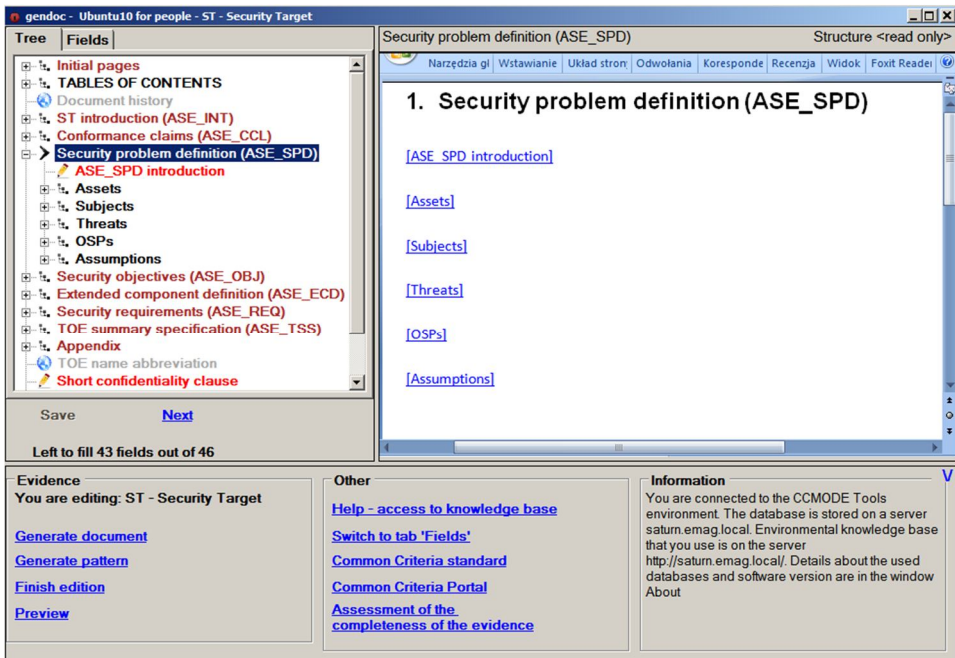 gendoc - Ubuntu10 for people - ST - Security Target
Tree
Fields
Initial pages
TABLES OF CONTENTS
Document history
ST introduction (ASE_INT)
Conformance claims (ASE_CCL)
Security problem definition (ASE_SPD)
ASE_SPD introduction
Assets
Subjects
Threats
OSPs
Assumptions
Security objectives (ASE_OBJ)
Extended component definition (ASE_ECD)
Security requirements (ASE_REQ)
TOE summary specification (ASE_TSS)
Appendix
TOE name abbreviation
Short confidentiality clause
Save
Next
Left to fill 43 fields out of 46
Security problem definition (ASE_SPD)
Structure <read only>
Narzędzia gł
Wstawianie
Układ strony
Odwołania
Koresponde
Recenzja
Widok
Foxit Reader
1. Security problem definition (ASE_SPD)
[ASE_SPD introduction]
[Assets]
[Subjects]
[Threats]
[OSPs]
[Assumptions]
Evidence
You are editing: ST - Security Target
Generate document
Generate pattern
Finish edition
Preview
Other
Help - access to knowledge base
Switch to tab 'Fields'
Common Criteria standard
Common Criteria Portal
Assessment of the
completeness of the evidence
Information
V
You are connected to the CCMODE Tools
environment. The database is stored on a server
saturn.emag.local. Environmental knowledge base
that you use is on the server
http://saturn.emag.local/. Details about the used
databases and software version are in the window
About